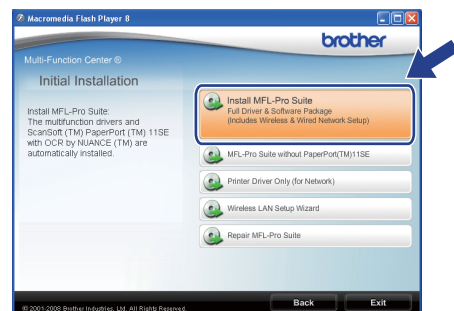 Macromedia Flash Player 8
brother
Multi-Function Center ®
Initial Installation
Install MFL-Pro Suite:
The multifunction drivers and
ScanSoft (TM) PaperPort (TM) 11SE
with OCR by NUANCE (TM) are
automatically installed.
Install MFL-Pro Suite
Full Driver & Software Package
(Includes Wireless & Wired Network Setup)
MFL-Pro Suite without PaperPort(TM)11SE
Printer Driver Only (for Network)
Wireless LAN Setup Wizard
Repair MFL-Pro Suite
© 2001-2008 Brother Industries, Ltd. All Rights Reserved.
Back
Exit